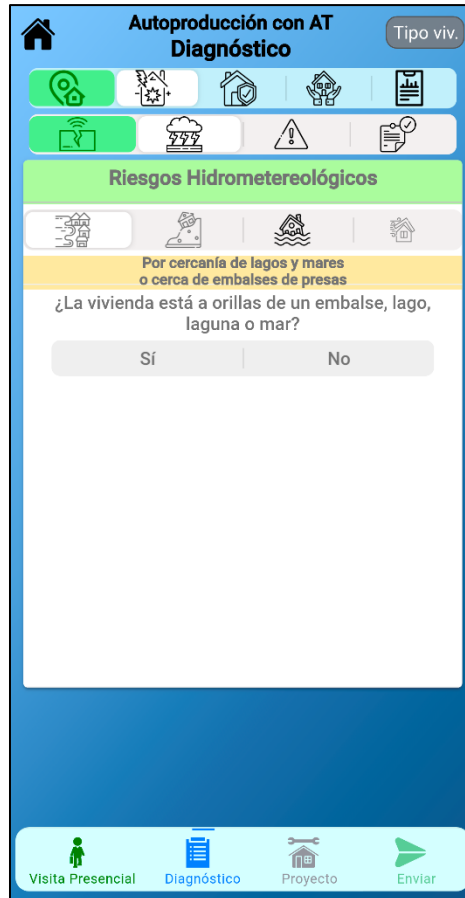 Autoproducción con AT
Diagnóstico
Tipo viv.
Riesgos Hidrometereológicos
Por cercanía de lagos y mares
o cerca de embalses de presas
¿La vivienda está a orillas de un embalse, lago,
laguna o mar?
Sí No
Visita Presencial Diagnóstico Proyecto Enviar